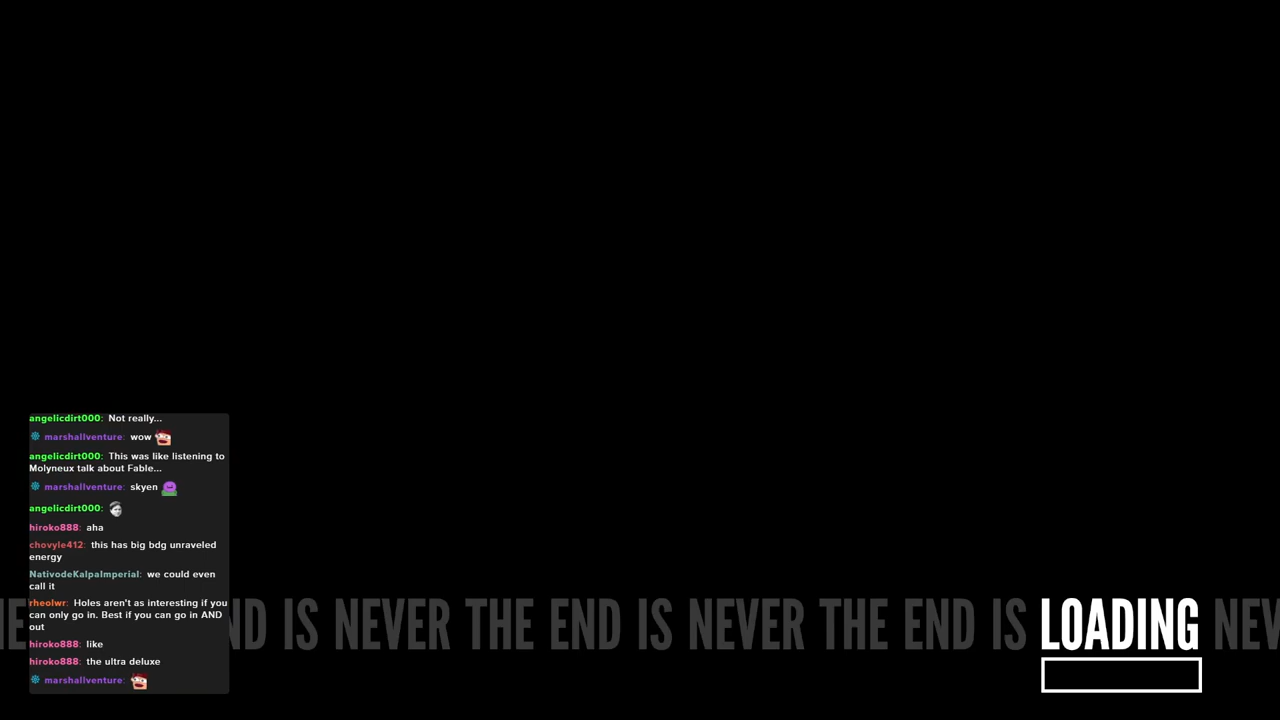 angelicdirt000: Not really...
marshallventure: wow
angelicdirt000: This was like listening to
Molyneux talk about Fable...
marshallventure: skyen
angelicdirt000:
hiroko888: aha
chovyle412: this has big bdg unraveled
energy
NativodeKalpaImperial: we could even
call it
rheolwr: Holes aren't as interesting if you
can only go in. Best if you can go in AND
out
hiroko888: like
hiroko888: the ultra deluxe
marshallventure:
END IS NEVER THE END IS NEVER THE END IS LOADING NEV